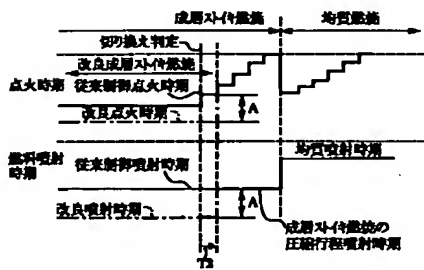 成層ストイキ燃焼
均質燃焼
切り換え判定
改良成層ストイキ燃焼
点火時期
従来制御点火時期
A
改良点火時期
燃料噴射
時期
従来制御噴射時期
均質噴射時期
改良噴射時期
A
成層ストイキ燃焼の
圧縮行程噴射時期